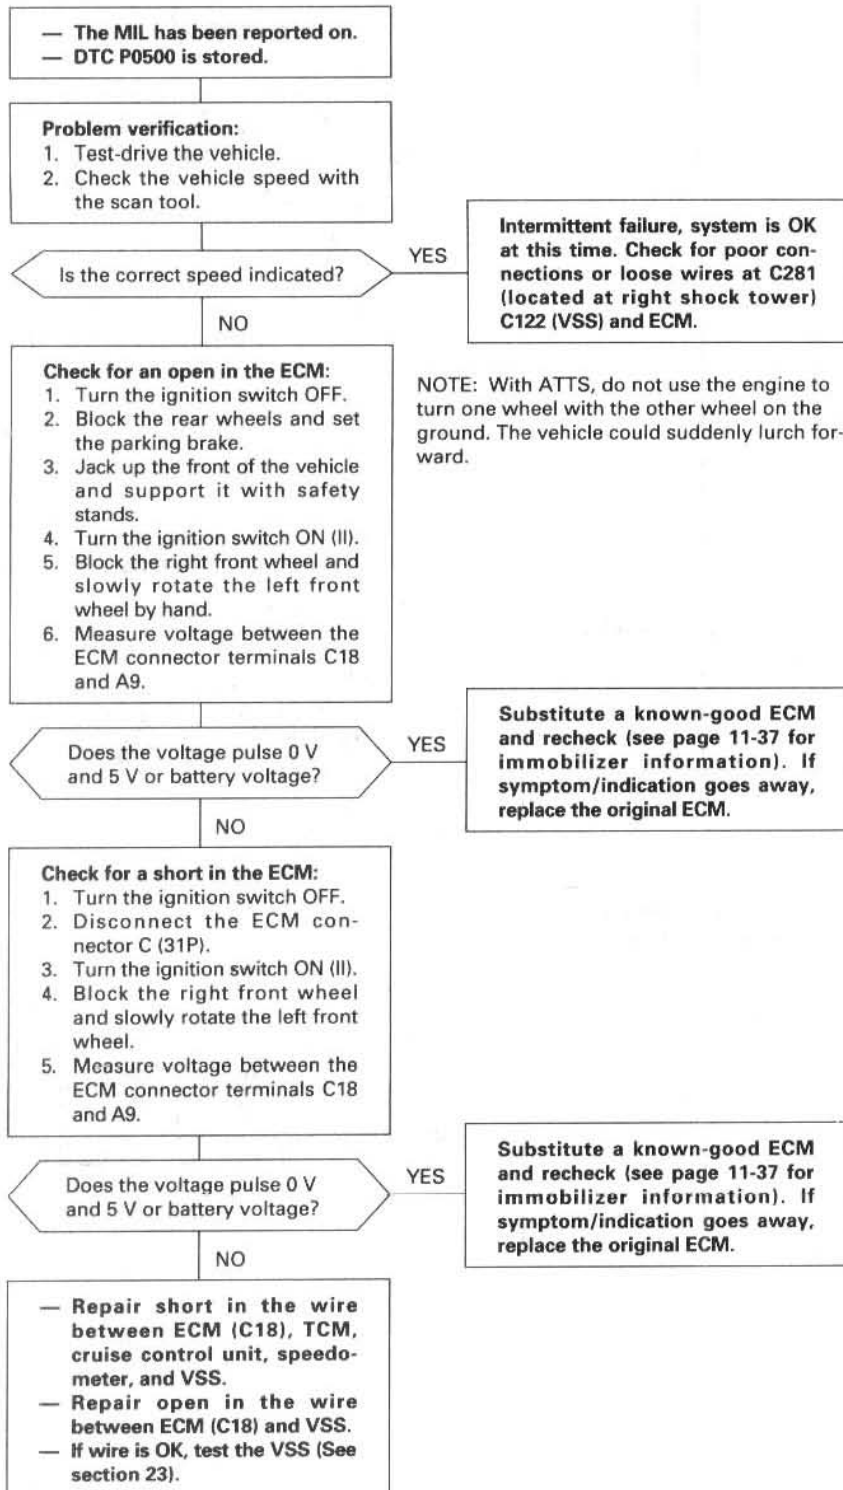 — The MIL has been reported on.
— DTC P0500 is stored.
Problem verification:
1. Test-drive the vehicle.
2. Check the vehicle speed with
the scan tool.
Is the correct speed indicated?
YES
Intermittent failure, system is OK
at this time. Check for poor con-
nections or loose wires at C281
(located at right shock tower)
C122 (VSS) and ECM.
NO
Check for an open in the ECM:
1. Turn the ignition switch OFF.
2. Block the rear wheels and set
the parking brake.
3. Jack up the front of the vehicle
and support it with safety
stands.
4. Turn the ignition switch ON (II).
5. Block the right front wheel and
slowly rotate the left front
wheel by hand.
6. Measure voltage between the
ECM connector terminals C18
and A9.
NOTE: With ATTS, do not use the engine to
turn one wheel with the other wheel on the
ground. The vehicle could suddenly lurch for-
ward.
Does the voltage pulse 0 V
and 5 V or battery voltage?
YES
Substitute a known-good ECM
and recheck (see page 11-37 for
immobilizer information). If
symptom/indication goes away,
replace the original ECM.
NO
Check for a short in the ECM:
1. Turn the ignition switch OFF.
2. Disconnect the ECM con-
nector C (31P).
3. Turn the ignition switch ON (II).
4. Block the right front wheel
and slowly rotate the left front
wheel.
5. Measure voltage between the
ECM connector terminals C18
and A9.
Does the voltage pulse 0 V
and 5 V or battery voltage?
YES
Substitute a known-good ECM
and recheck (see page 11-37 for
immobilizer information). If
symptom/indication goes away,
replace the original ECM.
NO
— Repair short in the wire
between ECM (C18), TCM,
cruise control unit, speedo-
meter, and VSS.
— Repair open in the wire
between ECM (C18) and VSS.
— If wire is OK, test the VSS (See
section 23).